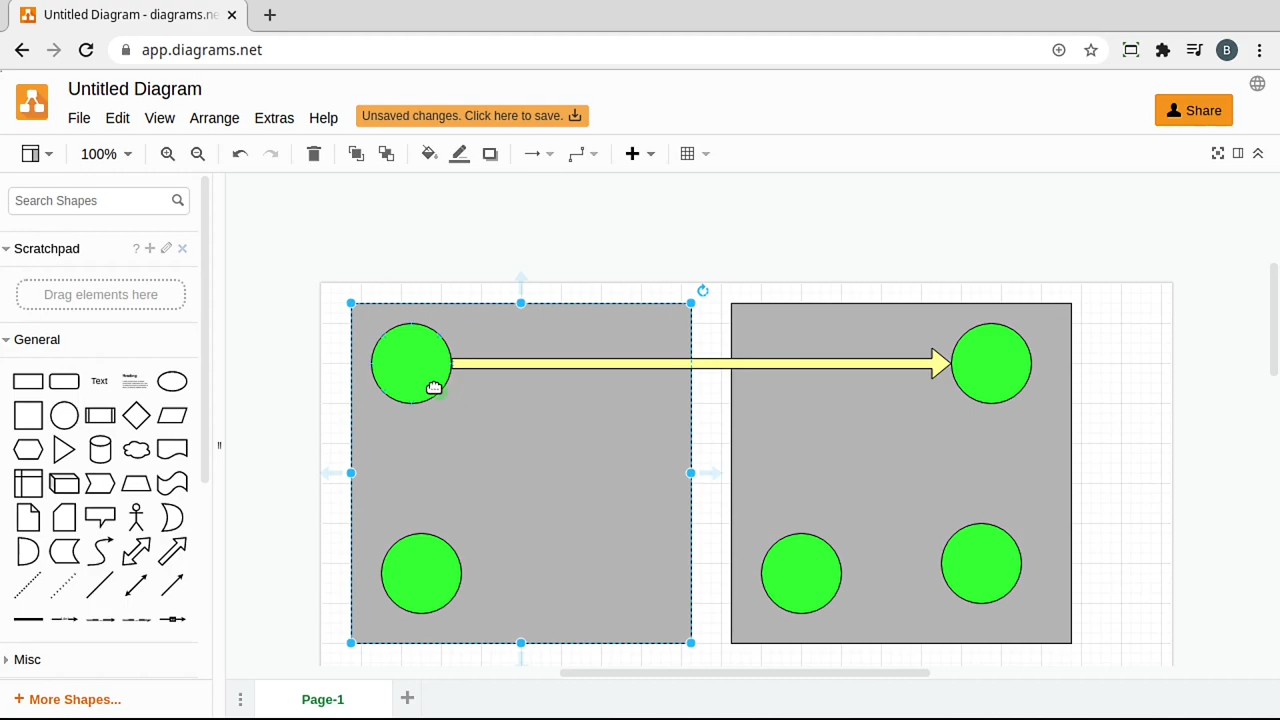 Untitled Diagram - diagrams.ne
app.diagrams.net
B
Untitled Diagram
File Edit View Arrange Extras Help
Unsaved changes. Click here to save.
Share
100%
Search Shapes
Scratchpad
?
Drag elements here
General
Text
Heading
Misc
+ More Shapes...
Page-1